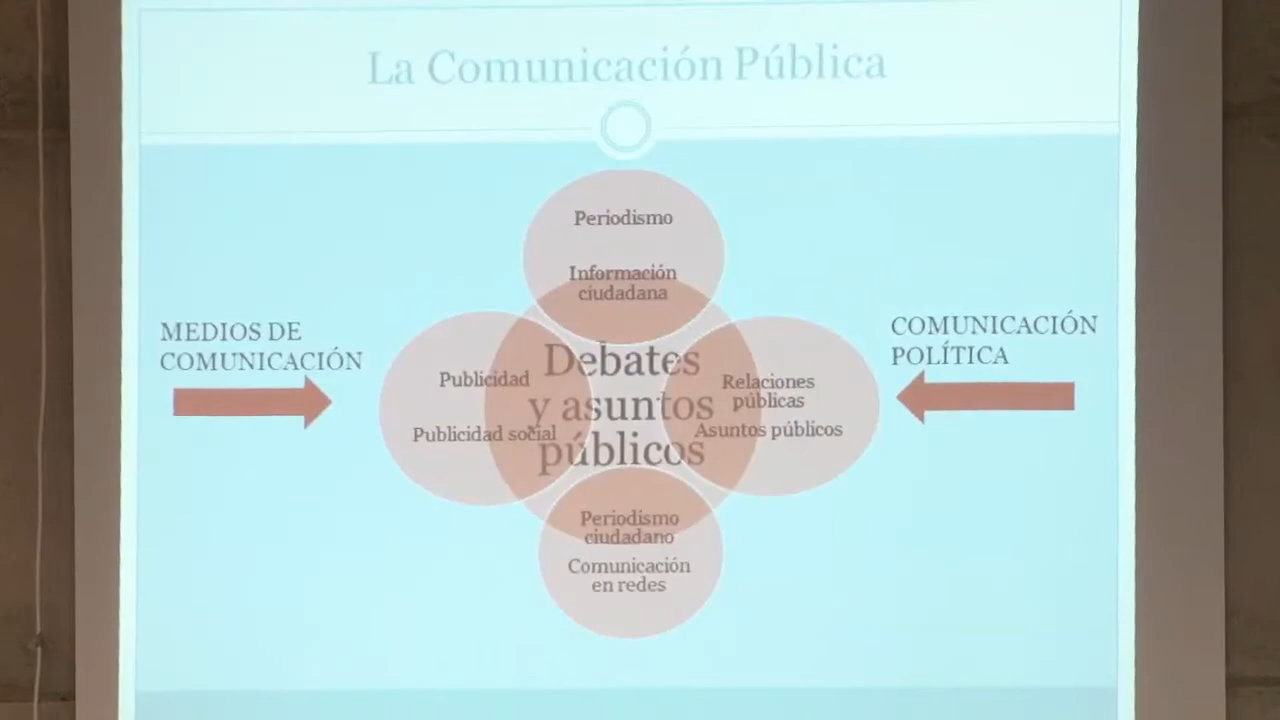 La Comunicación Pública
Periodismo
Información
ciudadana
MEDIOS DE
COMUNICACIÓN
Publicidad
Publicidad social
Debates
y asuntos
públicos
Relaciones
públicas
Asuntos públicos
COMUNICACIÓN
POLÍTICA
Periodismo
ciudadano
Comunicación
en redes